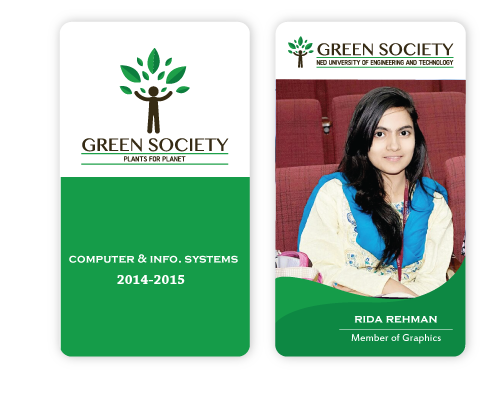 GREEN SOCIETY
PLANTS FOR PLANET
COMPUTER & INFO. SYSTEMS
2014-2015
GREEN SOCIETY
NED UNIVERSITY OF ENGINEERING AND TECHNOLOGY
RIDA REHMAN
Member of Graphics